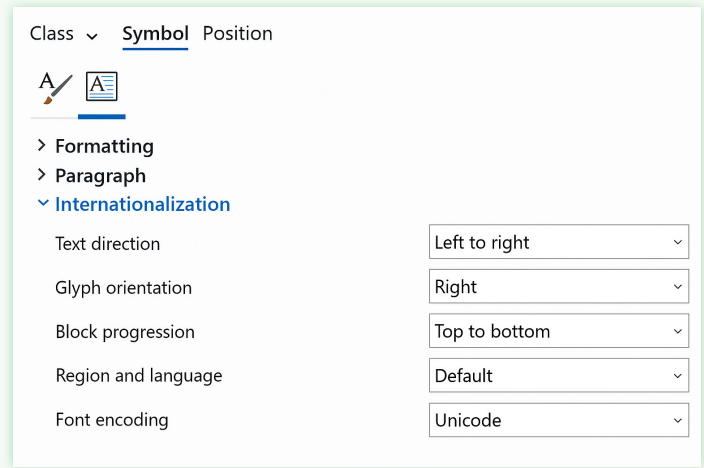 Class Symbol Position
A A
Formatting
Paragraph
Internationalization
Text direction Left to right
Glyph orientation Right
Block progression Top to bottom
Region and language Default
Font encoding Unicode